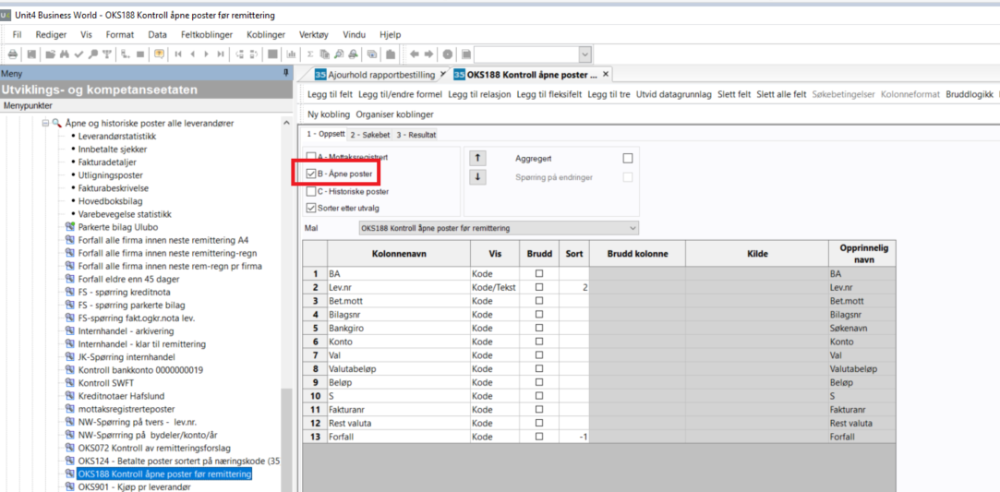 Unit4 Business World - OKS188 Kontroll åpne poster før remittering
Fil Rediger Vis Format Data Feltkoblinger Koblinger Verktøy Vindu Hjelp
Meny
Utviklings- og kompetanseetaten
Menypunkter
Åpne og historiske poster alle leverandører
• Leverandørstatistikk
• Innbetalte sjekker
• Fakturadetaljer
• Utligningsposter
• Fakturabeskrivelse
• Hovedboksbilag
• Varebevegelse statistikk
Parkerte bilag Ulubo
Forfall alle firma innen neste remittering A4
Forfall alle firma innen neste remittering-regn
Forfall alle firma innen neste rem-regn pr firma
Forfall eldre enn 45 dager
FS - spørring kreditnota
FS - spørring parkerte bilag
FS-spørring fakt.ogkr.nota lev.
Internhandel - arkivering
Internhandel - klar til remittering
JK-Spørring internhandel
Kontroll bankkonto 0000000019
Kontroll SWFT
Kreditnotaer Hafslund
mottaksregistrerteposter
NW-Spørring på tvers - lev.nr.
NW-Spørrring på bydeler/konto/år
OKS072 Kontroll av remitteringsforslag
OKS124 - Betalte poster sortert på næringskode (35
OKS188 Kontroll åpne poster før remittering
OKS901 - Kjøp pr leverandør
35 Ajourhold rapportbestilling 35 OKS188 Kontroll åpne poster ... ×
Legg til felt Legg til/endre formel Legg til relasjon Legg til fleksifelt Legg til tre Utvid datagrunnlag Slett felt Slett alle felt Søkebetingelser Kolonneformat Bruddlogikk
Ny kobling Organiser koblinger
1 - Oppsett 2 - Søkebet 3 - Resultat
A - Mottaksregistrert
B - Åpne poster
C - Historiske poster
Sorter etter utvalg
Aggregert
Spørring på endringer
Mal OKS188 Kontroll åpne poster før remittering
Kolonnenavn Vis Brudd Sort Brudd kolonne Kilde Opprinnelig navn
1 BA Kode BA
2 Lev.nr Kode/Tekst 2 Lev.nr
3 Bet.mott Kode Bet.mott
4 Bilagsnr Kode Bilagsnr
5 Bankgiro Kode Søkenavn
6 Konto Kode Konto
7 Val Kode Val
8 Valutabeløp Kode Valutabeløp
9 Beløp Kode Beløp
10 S Kode S
11 Fakturanr Kode Fakturanr
12 Rest valuta Kode Rest valuta
13 Forfall Kode -1 Forfall